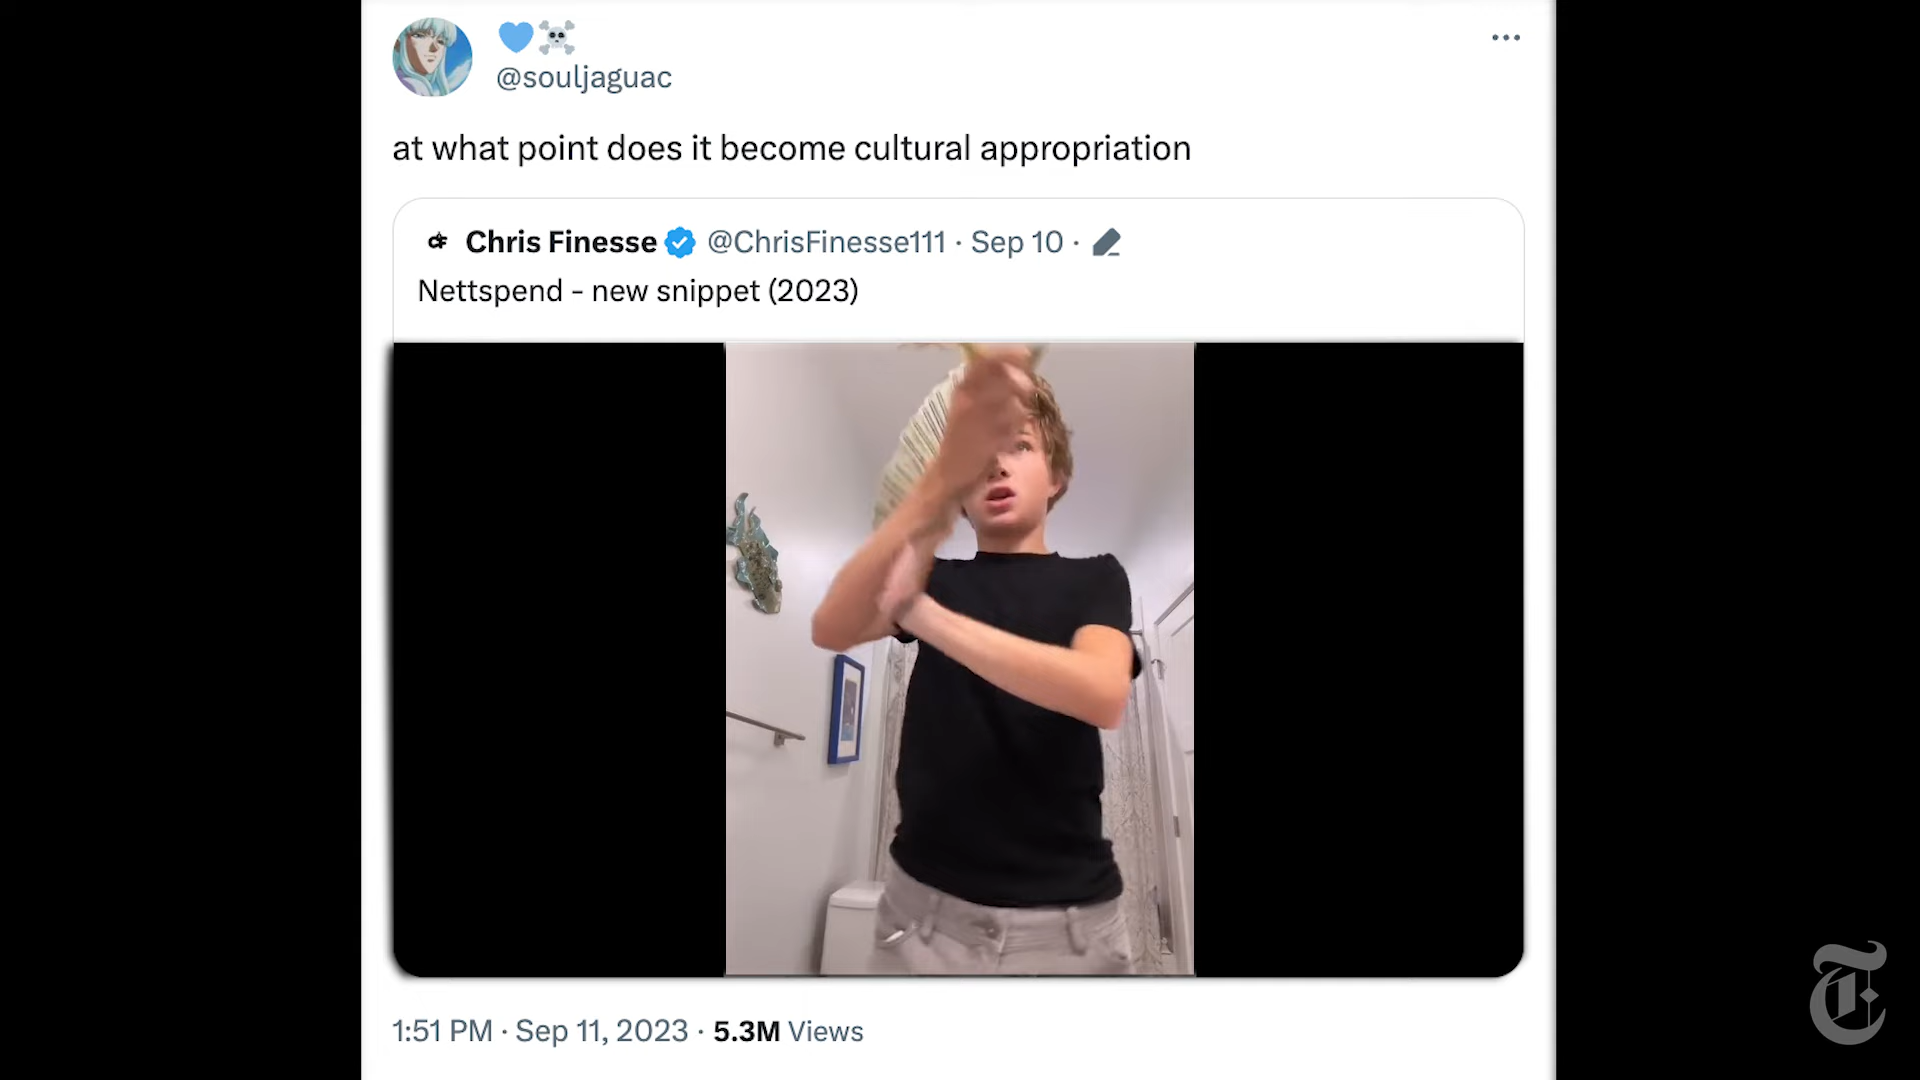 💙☠️
@souljaguac
at what point does it become cultural appropriation
Chris Finesse @ChrisFinesse111 · Sep 10 ·
Nettspend - new snippet (2023)
1:51 PM · Sep 11, 2023 · 5.3M Views
T